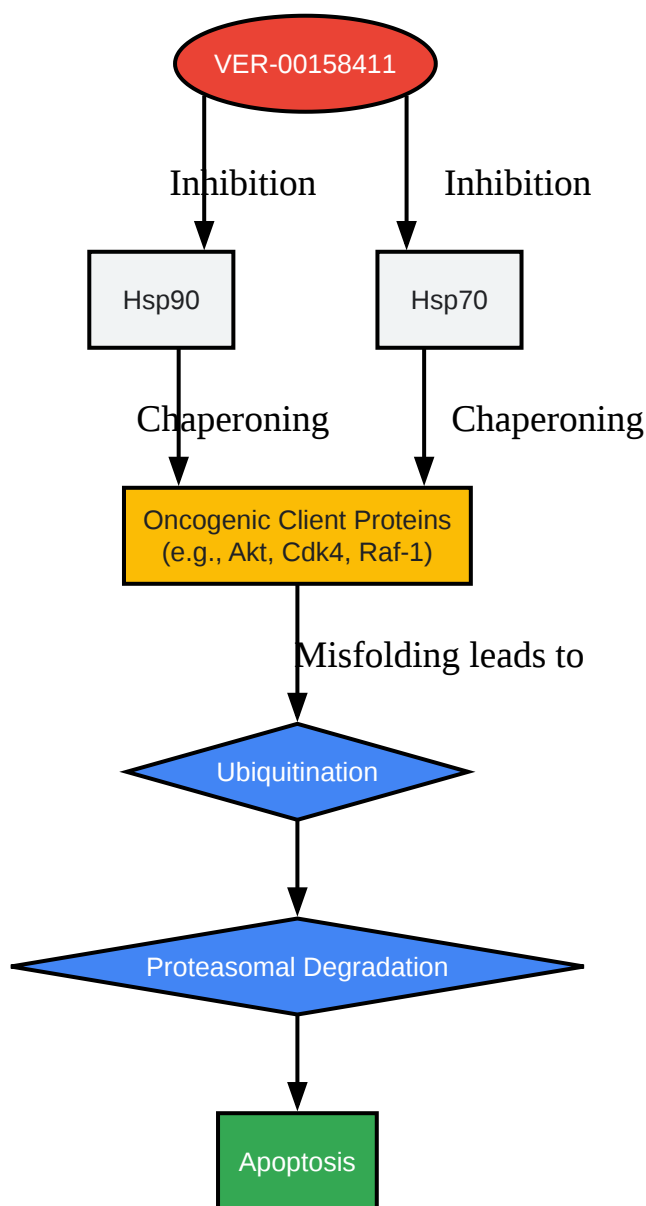 VER-00158411
Inhibition
Inhibition
Hsp90
Hsp70
Chaperoning
Chaperoning
Oncogenic Client Proteins
(e.g., Akt, Cdk4, Raf-1)
Misfolding leads to
Ubiquitination
Proteasomal Degradation
Apoptosis